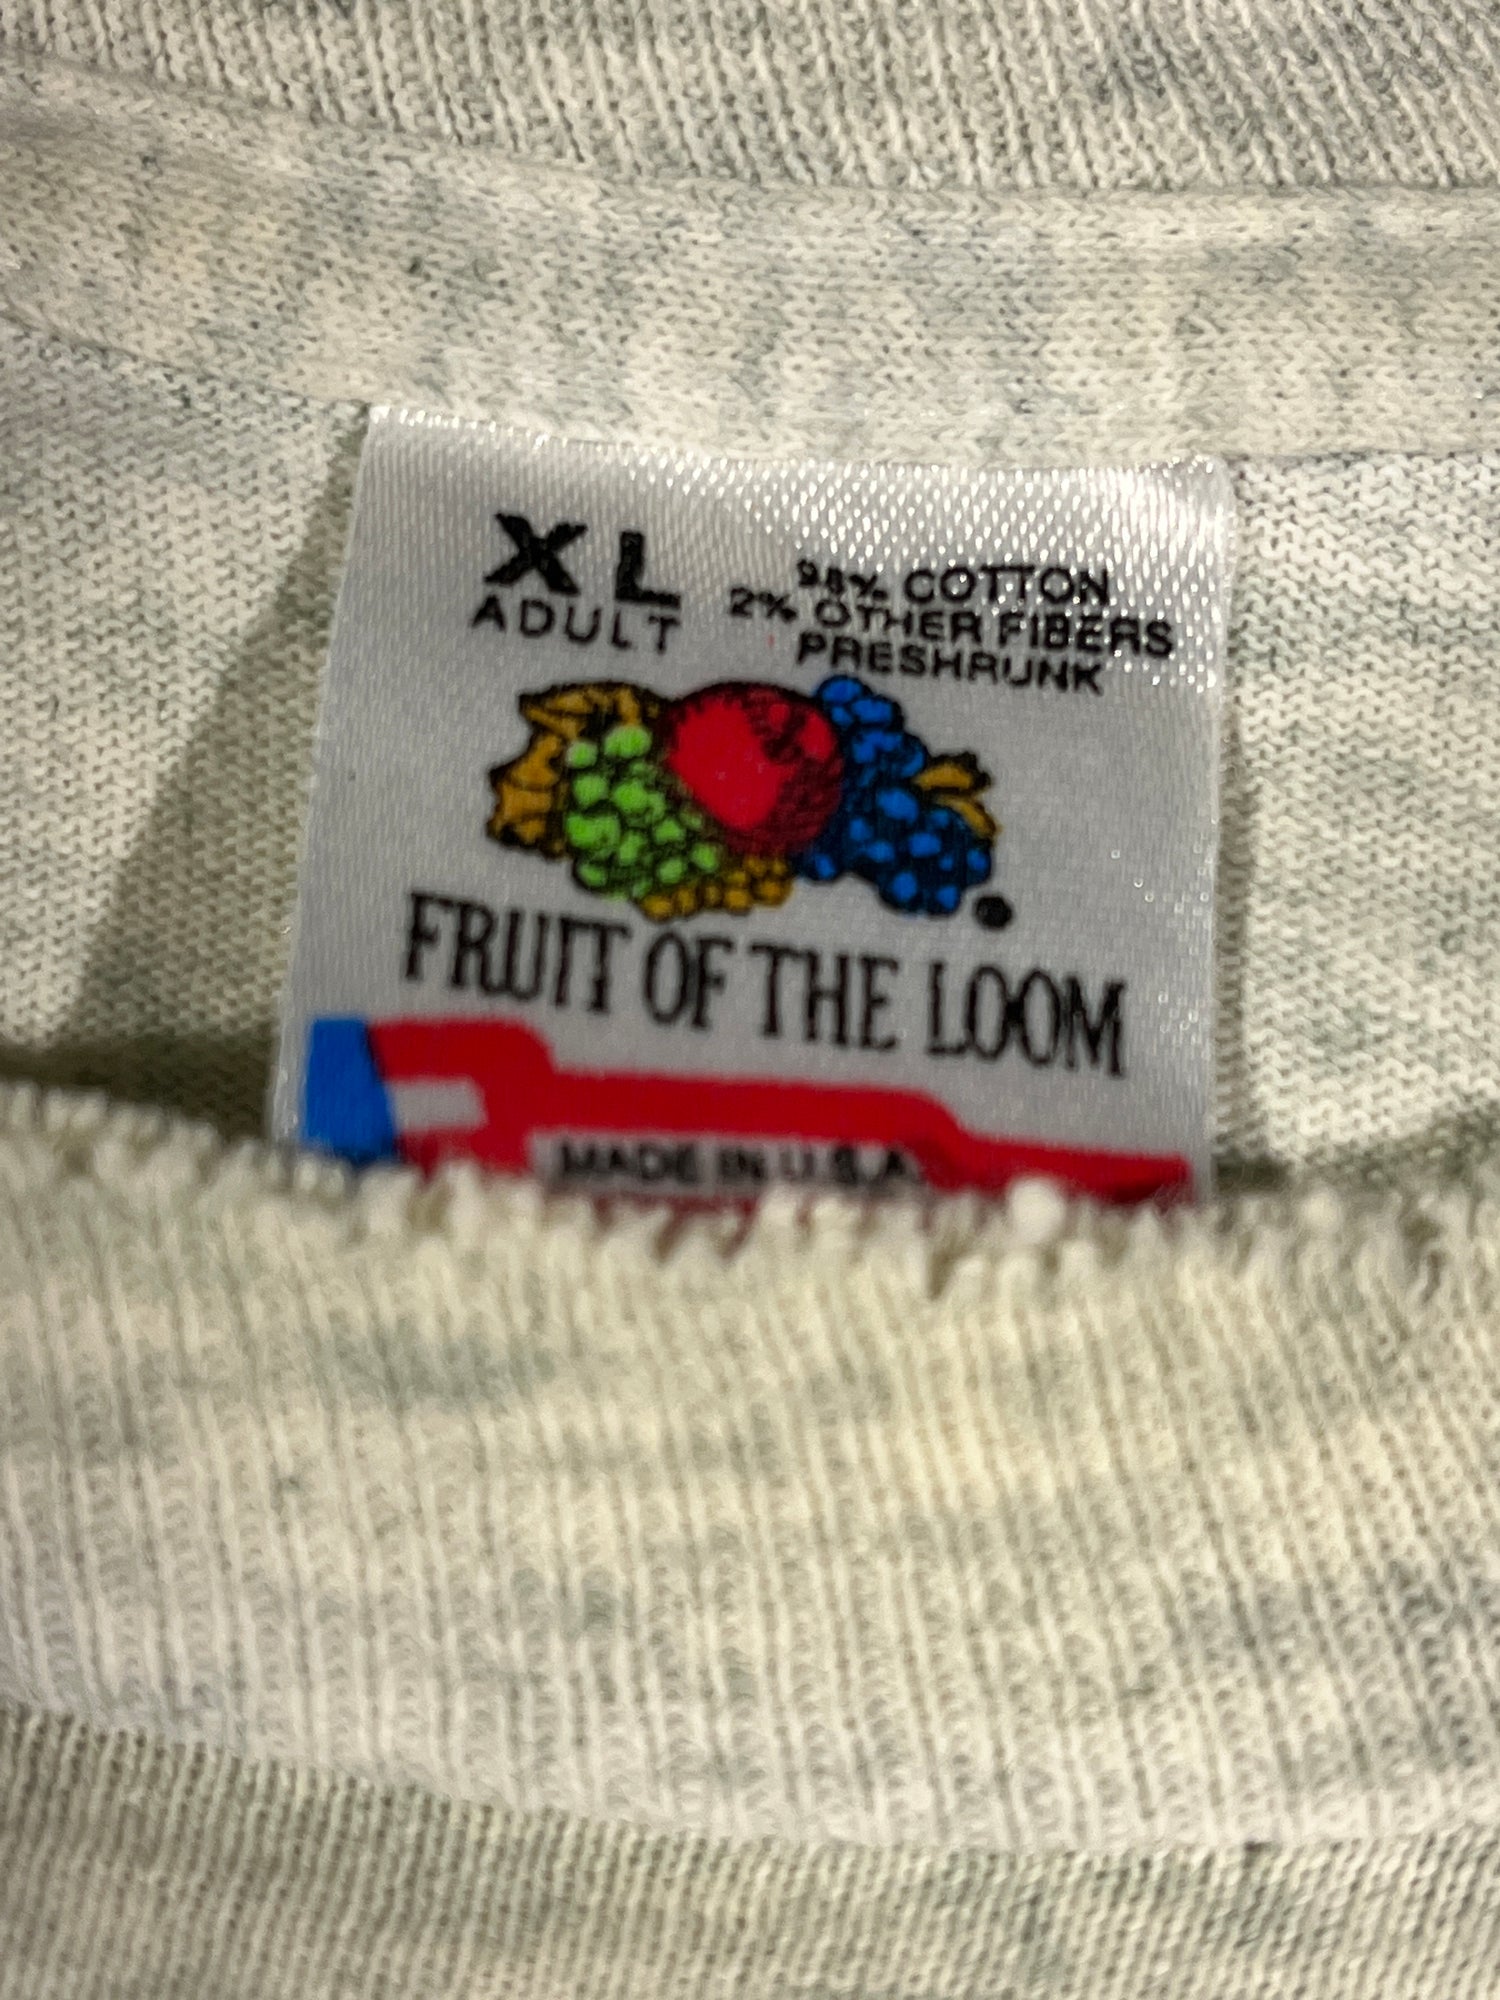 XL
ADULT
98% COTTON
2% OTHER FIBERS
PRESHRUNK
FRUIT OF THE LOOM
MADE IN U.S.A.